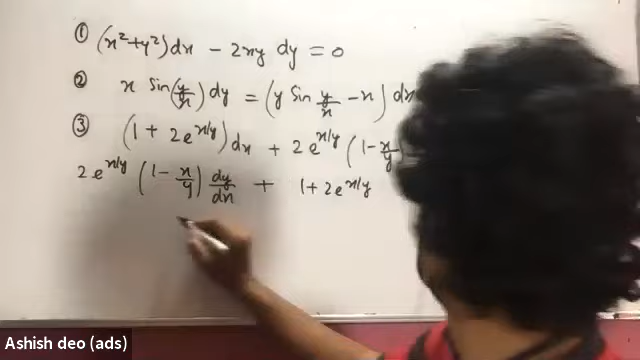 ① (x²+y²)dx - 2xy dy = 0
② x sin(y/x) dy = (y sin y/x - x) dx
③ (1 + 2e^{x/y}) dx + 2e^{x/y} (1 - x/y)
2e^{x/y} (1 - x/y) dy/dx + 1 + 2e^{x/y}
Ashish deo (ads)